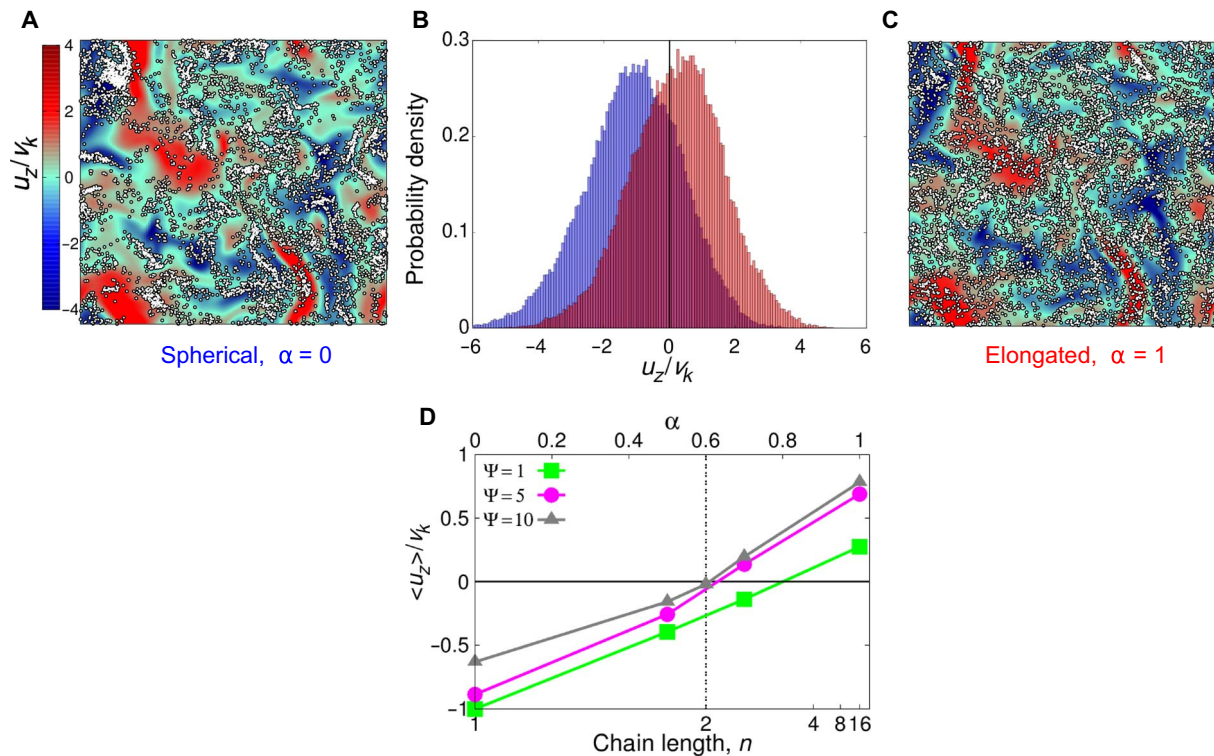 A
4
2
0
−2
−4
u_z/v_k
Spherical, α = 0
B
0.3
0.2
0.1
0
Probability density
−6 −4 −2 0 2 4 6
u_z/v_k
C
Elongated, α = 1
D
α
0 0.2 0.4 0.6 0.8 1
1
0.5
0
−0.5
−1
<u_z>/v_k
Ψ = 1
Ψ = 5
Ψ = 10
1 2 4 8 16
Chain length, n